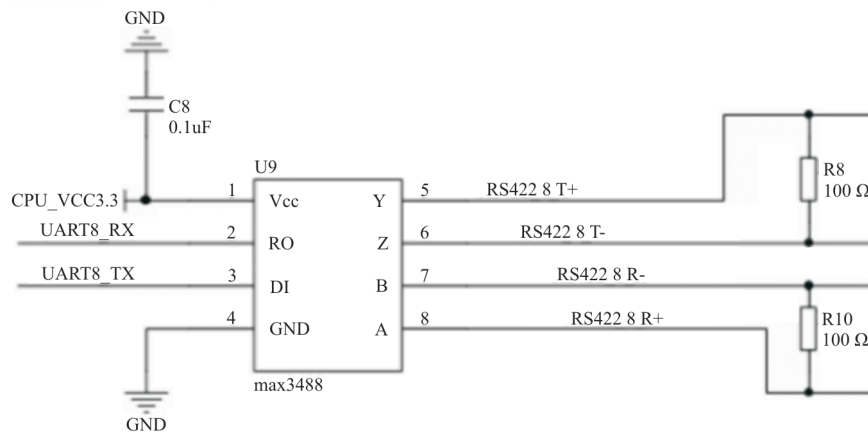 GND
C8
0.1uF
U9
CPU_VCC3.3
1
Vcc
Y
5
RS422 8 T+
R8
100 Ω
UART8_RX
2
RO
Z
6
RS422 8 T-
UART8_TX
3
DI
B
7
RS422 8 R-
4
GND
A
8
RS422 8 R+
R10
100 Ω
max3488
GND